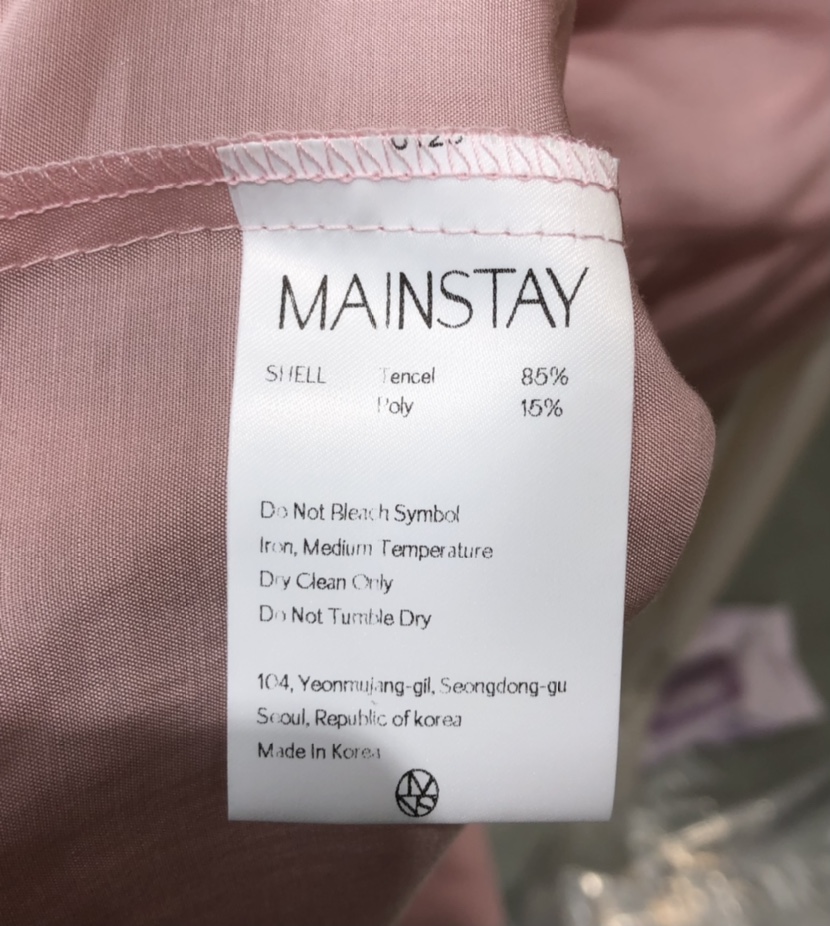 MAINSTAY
SHELL Tencel 85%
Poly 15%
Do Not Bleach Symbol
Iron, Medium Temperature
Dry Clean Only
Do Not Tumble Dry
104, Yeonmujang-gil, Seongdong-gu
Seoul, Republic of korea
Made In Korea